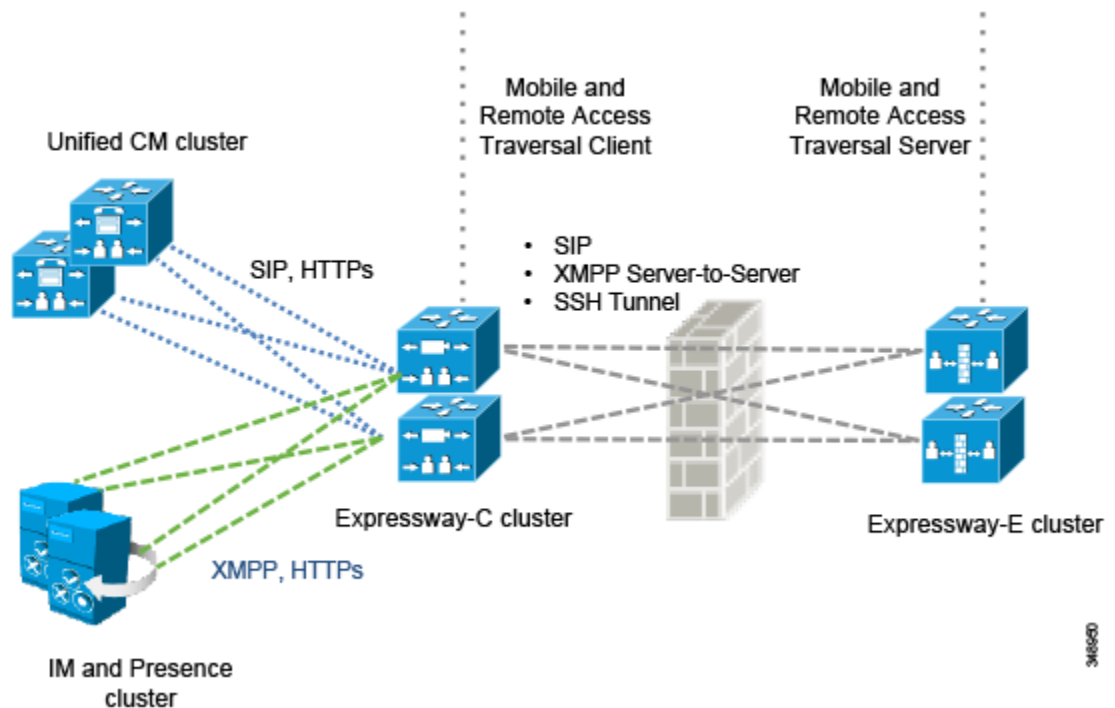 Mobile and
Remote Access
Traversal Client
Mobile and
Remote Access
Traversal Server
Unified CM cluster
SIP, HTTPs
• SIP
• XMPP Server-to-Server
• SSH Tunnel
Expressway-C cluster
Expressway-E cluster
XMPP, HTTPs
IM and Presence
cluster
348960